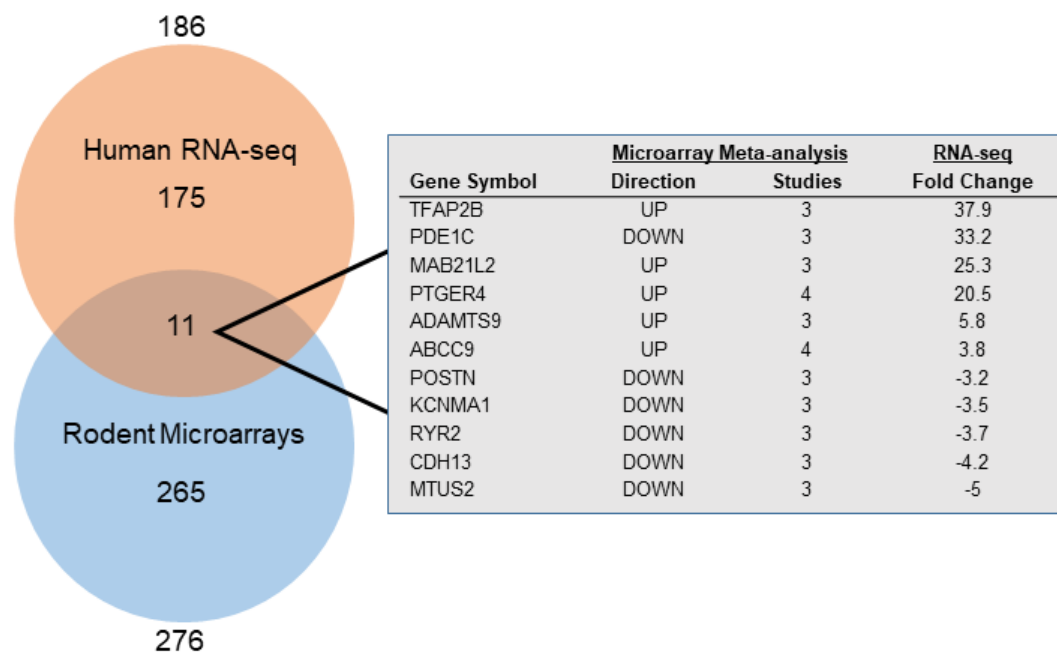 186
Human RNA-seq
175
11
Rodent Microarrays
265
276
Microarray Meta-analysis RNA-seq
Gene Symbol Direction Studies Fold Change
TFAP2B UP 3 37.9
PDE1C DOWN 3 33.2
MAB21L2 UP 3 25.3
PTGER4 UP 4 20.5
ADAMTS9 UP 3 5.8
ABCC9 UP 4 3.8
POSTN DOWN 3 -3.2
KCNMA1 DOWN 3 -3.5
RYR2 DOWN 3 -3.7
CDH13 DOWN 3 -4.2
MTUS2 DOWN 3 -5